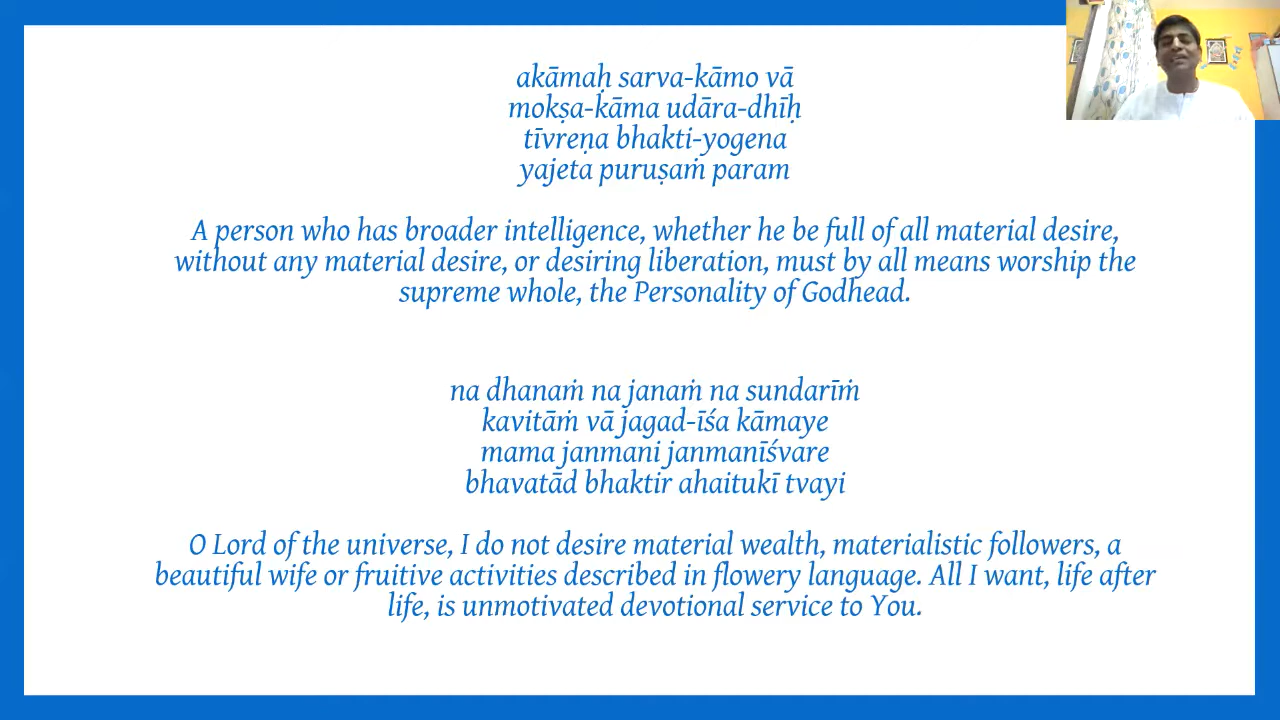 akāmaḥ sarva-kāmo vā
mokṣa-kāma udāra-dhīḥ
tīvreṇa bhakti-yogena
yajeta puruṣaṁ param
A person who has broader intelligence, whether he be full of all material desire,
without any material desire, or desiring liberation, must by all means worship the
supreme whole, the Personality of Godhead.
na dhanaṁ na janaṁ na sundarīṁ
kavitāṁ vā jagad-īśa kāmaye
mama janmani janmanīśvare
bhavatād bhaktir ahaitukī tvayi
O Lord of the universe, I do not desire material wealth, materialistic followers, a
beautiful wife or fruitive activities described in flowery language. All I want, life after
life, is unmotivated devotional service to You.